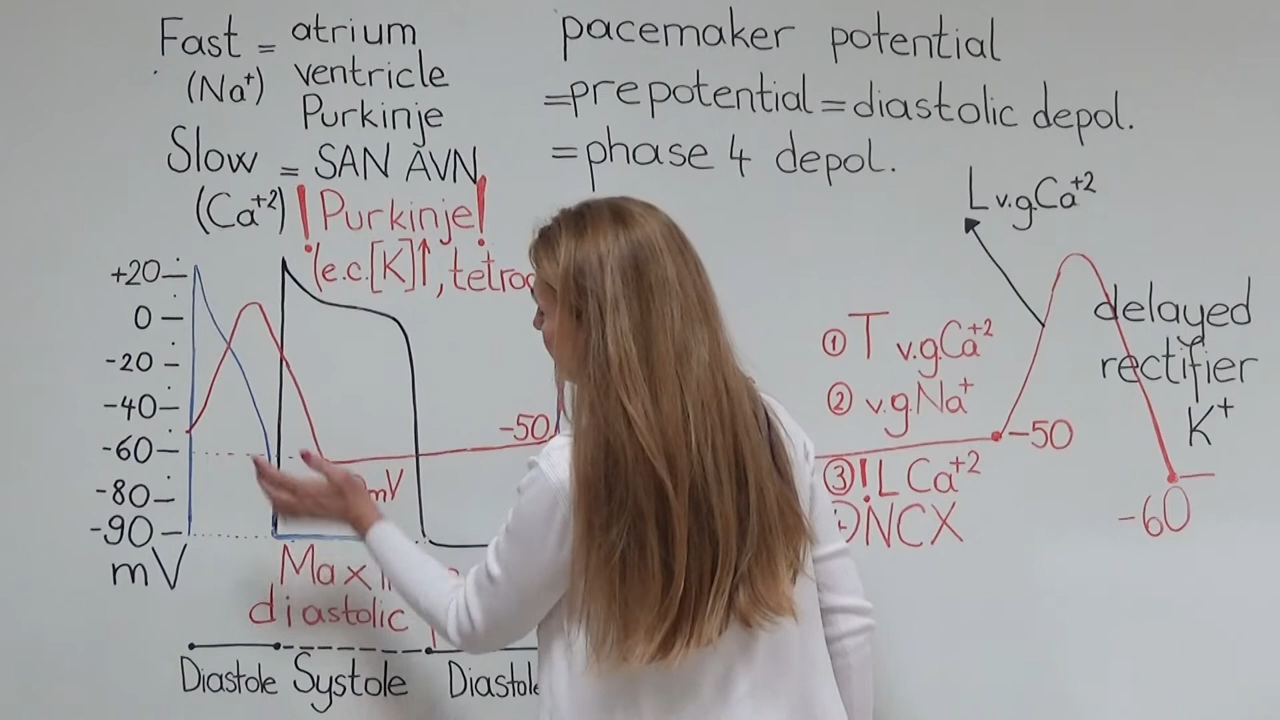 Fast = atrium
(Na⁺) ventricle
Purkinje
Slow = SAN AVN
(Ca⁺²) !Purkinje!
(e.c.[K]↑,
pacemaker potential
=prepotential=diastolic depol.
=phase 4 depol.
L v.g.Ca⁺²
+20
0
-20
-40
-60
-80
-90
mV
-50
mV
diastolic
Diastole Systole
① T v.g.Ca⁺²
② v.g.Na⁺
③!L Ca⁺²
NCX
-50
delayed
rectifier
K⁺
-60